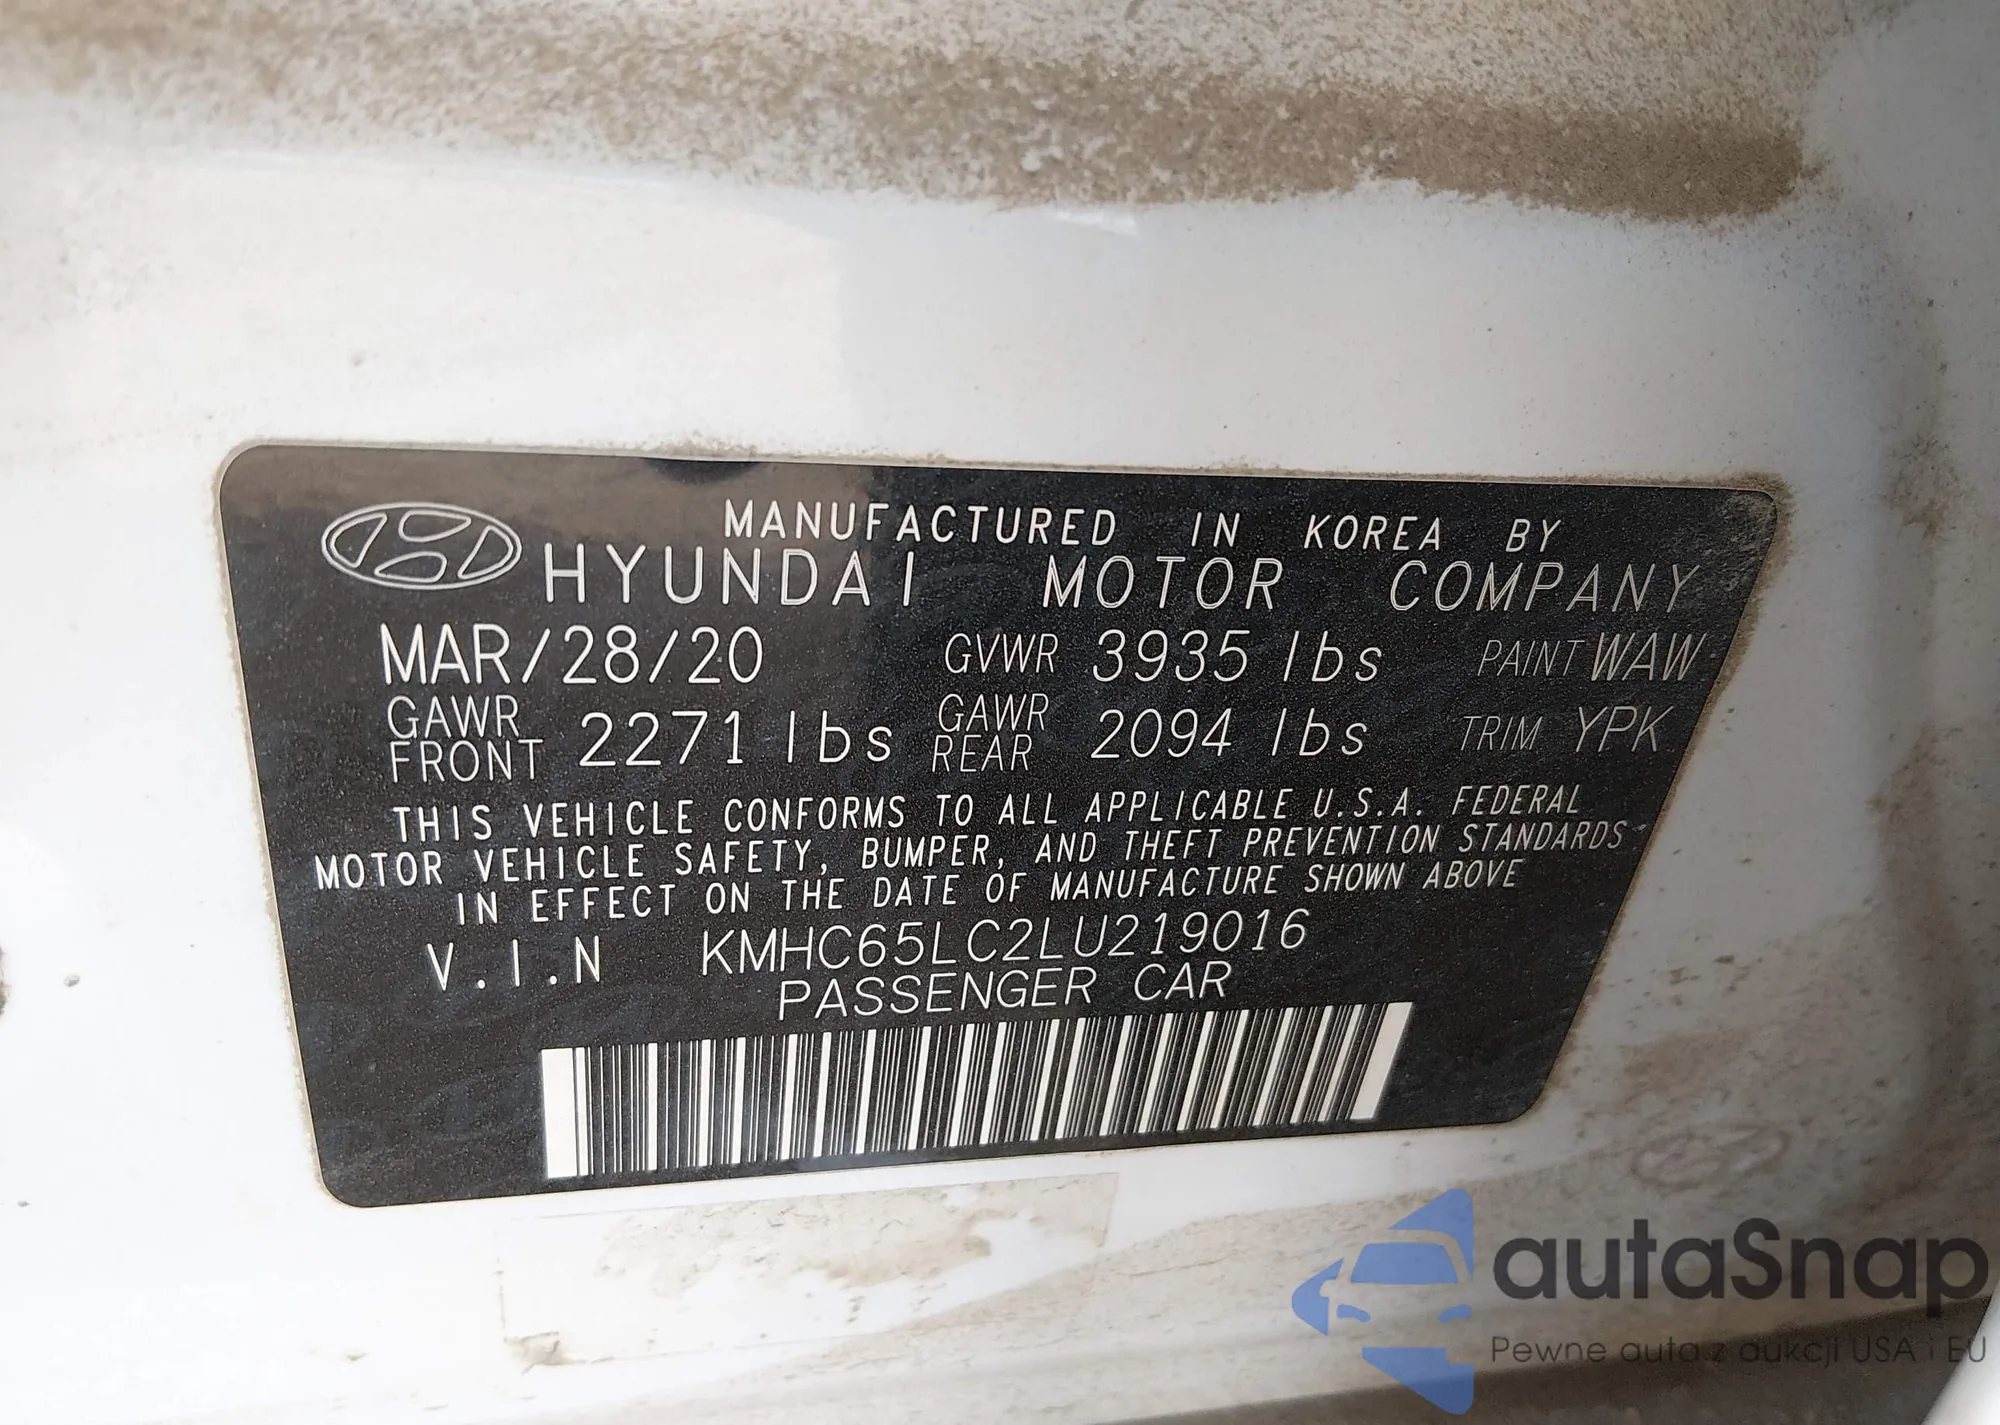 MANUFACTURED IN KOREA BY
HYUNDAI MOTOR COMPANY
MAR/28/20 GVWR 3935 lbs PAINT WAW
GAWR FRONT 2271 lbs GAWR REAR 2094 lbs TRIM YPK
THIS VEHICLE CONFORMS TO ALL APPLICABLE U.S.A. FEDERAL
MOTOR VEHICLE SAFETY, BUMPER, AND THEFT PREVENTION STANDARDS
IN EFFECT ON THE DATE OF MANUFACTURE SHOWN ABOVE
V.I.N KMHC65LC2LU219016
PASSENGER CAR
autaSnap
Pewne auta z aukcji USA i EU